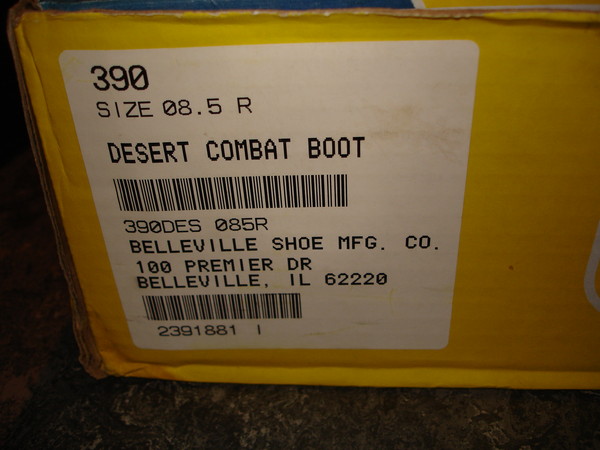 390
SIZE 08.5 R
DESERT COMBAT BOOT
390DES 085R
BELLEVILLE SHOE MFG. CO.
100 PREMIER DR
BELLEVILLE, IL 62220
2391881 I